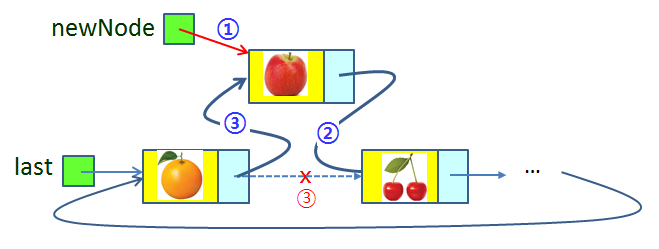 newNode ①
③ ②
last x ...
③